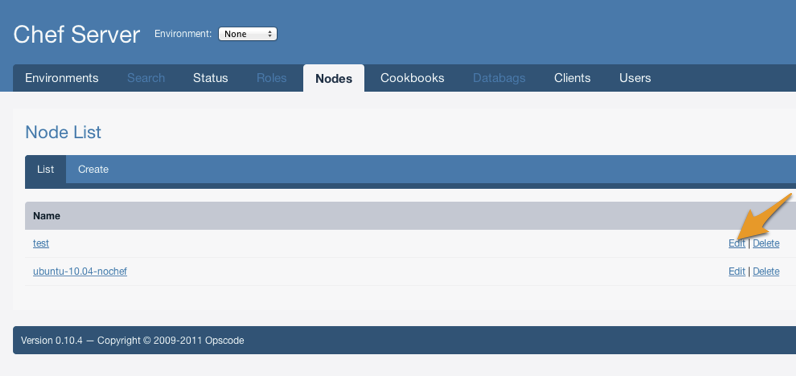 Chef Server Environment: None
Environments Search Status Roles Nodes Cookbooks Databags Clients Users
Node List
List Create
Name
test Edit | Delete
ubuntu-10.04-nochef Edit | Delete
Version 0.10.4 — Copyright © 2009-2011 Opscode